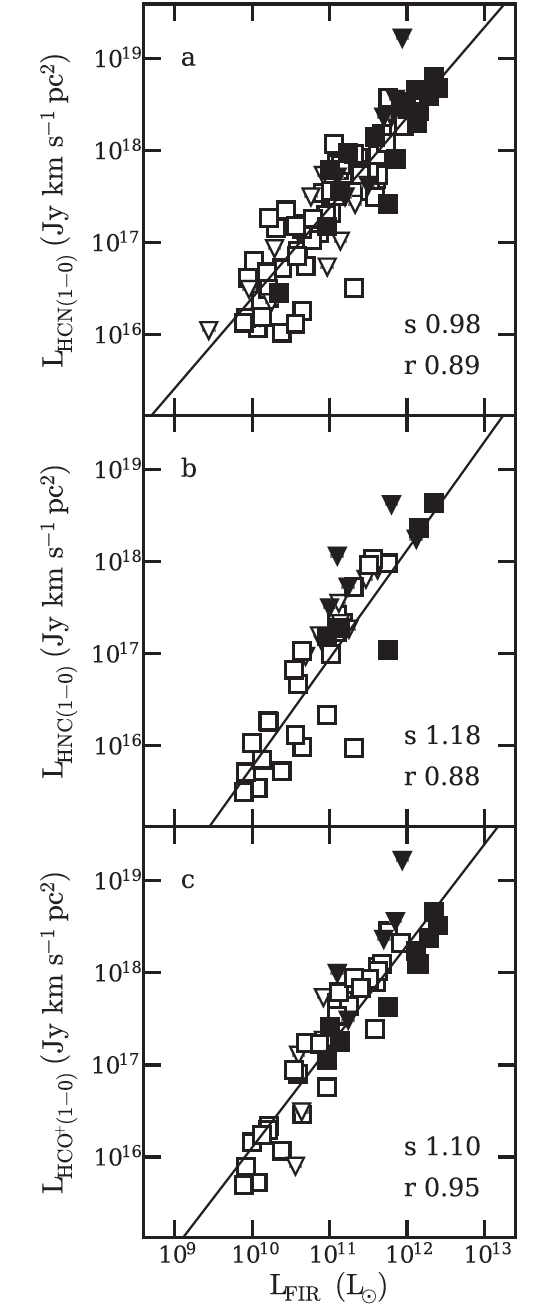 a
10¹⁹
10¹⁸
10¹⁷
10¹⁶
L_HCN(1−0) (Jy km s⁻¹ pc²)
s 0.98
r 0.89
b
10¹⁹
10¹⁸
10¹⁷
10¹⁶
L_HNC(1−0) (Jy km s⁻¹ pc²)
s 1.18
r 0.88
c
10¹⁹
10¹⁸
10¹⁷
10¹⁶
L_HCO⁺(1−0) (Jy km s⁻¹ pc²)
s 1.10
r 0.95
10⁹ 10¹⁰ 10¹¹ 10¹² 10¹³
L_FIR (L_⊙)